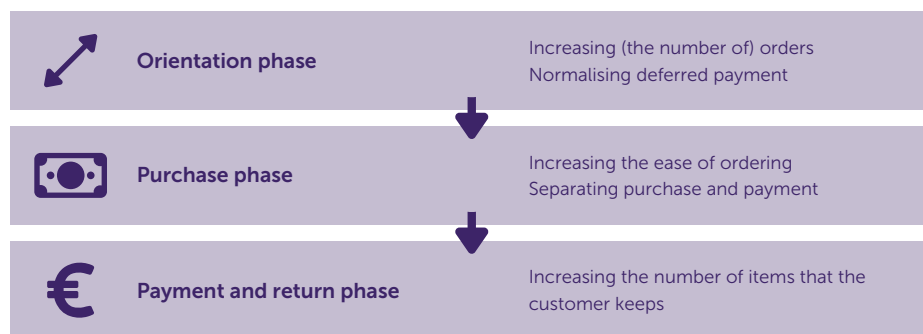 Orientation phase
Increasing (the number of) orders
Normalising deferred payment
Purchase phase
Increasing the ease of ordering
Separating purchase and payment
€
Payment and return phase
Increasing the number of items that the
customer keeps